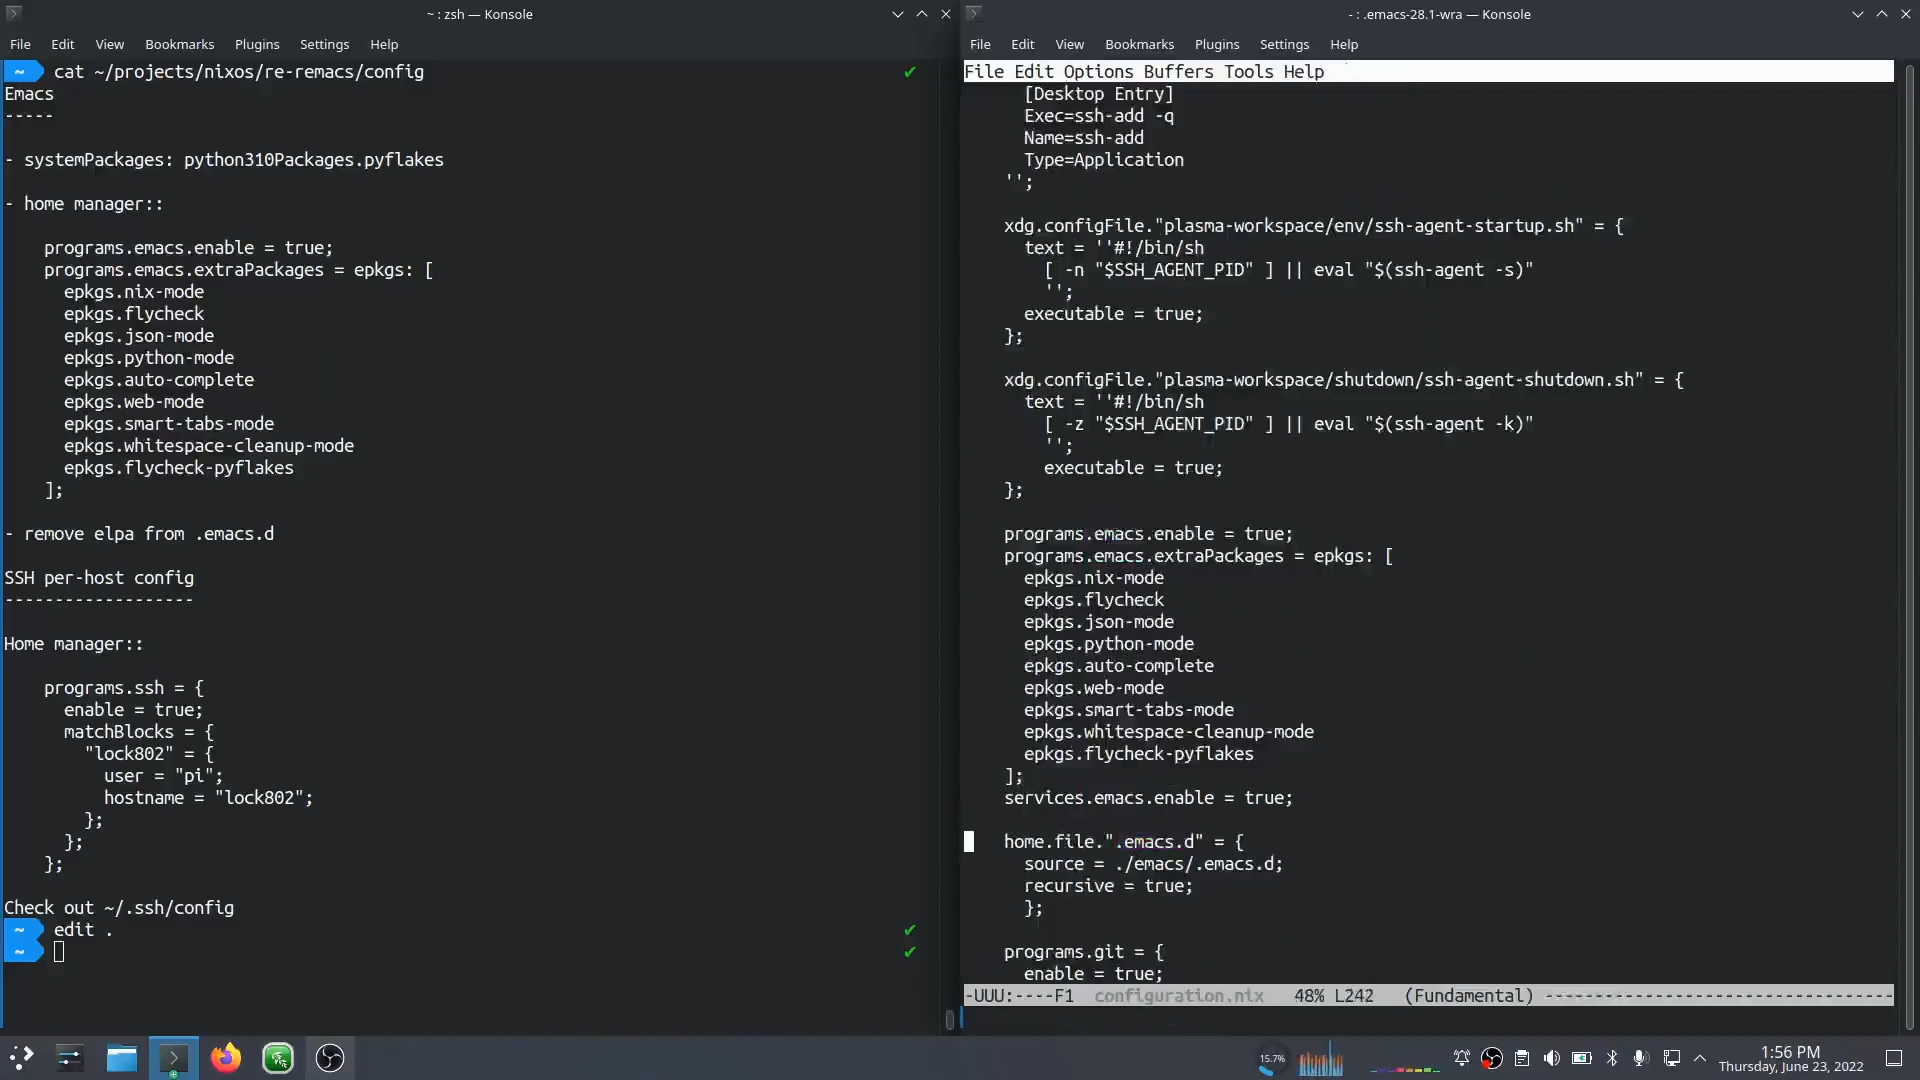 ~ : zsh — Konsole
File Edit View Bookmarks Plugins Settings Help
~ cat ~/projects/nixos/re-remacs/config ✔
Emacs
-----
- systemPackages: python310Packages.pyflakes
- home manager::
programs.emacs.enable = true;
programs.emacs.extraPackages = epkgs: [
epkgs.nix-mode
epkgs.flycheck
epkgs.json-mode
epkgs.python-mode
epkgs.auto-complete
epkgs.web-mode
epkgs.smart-tabs-mode
epkgs.whitespace-cleanup-mode
epkgs.flycheck-pyflakes
];
- remove elpa from .emacs.d
SSH per-host config
-------------------
Home manager::
programs.ssh = {
enable = true;
matchBlocks = {
"lock802" = {
user = "pi";
hostname = "lock802";
};
};
};
Check out ~/.ssh/config
~ edit . ✔
~ ✔
- : .emacs-28.1-wra — Konsole
File Edit View Bookmarks Plugins Settings Help
File Edit Options Buffers Tools Help
[Desktop Entry]
Exec=ssh-add -q
Name=ssh-add
Type=Application
'';
xdg.configFile."plasma-workspace/env/ssh-agent-startup.sh" = {
text = ''#!/bin/sh
[ -n "$SSH_AGENT_PID" ] || eval "$(ssh-agent -s)"
'';
executable = true;
};
xdg.configFile."plasma-workspace/shutdown/ssh-agent-shutdown.sh" = {
text = ''#!/bin/sh
[ -z "$SSH_AGENT_PID" ] || eval "$(ssh-agent -k)"
'';
executable = true;
};
programs.emacs.enable = true;
programs.emacs.extraPackages = epkgs: [
epkgs.nix-mode
epkgs.flycheck
epkgs.json-mode
epkgs.python-mode
epkgs.auto-complete
epkgs.web-mode
epkgs.smart-tabs-mode
epkgs.whitespace-cleanup-mode
epkgs.flycheck-pyflakes
];
services.emacs.enable = true;
home.file.".emacs.d" = {
source = ./emacs/.emacs.d;
recursive = true;
};
programs.git = {
enable = true;
-UUU:----F1 configuration.nix 48% L242 (Fundamental) -----------------------------------
15.7%
1:56 PM
Thursday, June 23, 2022